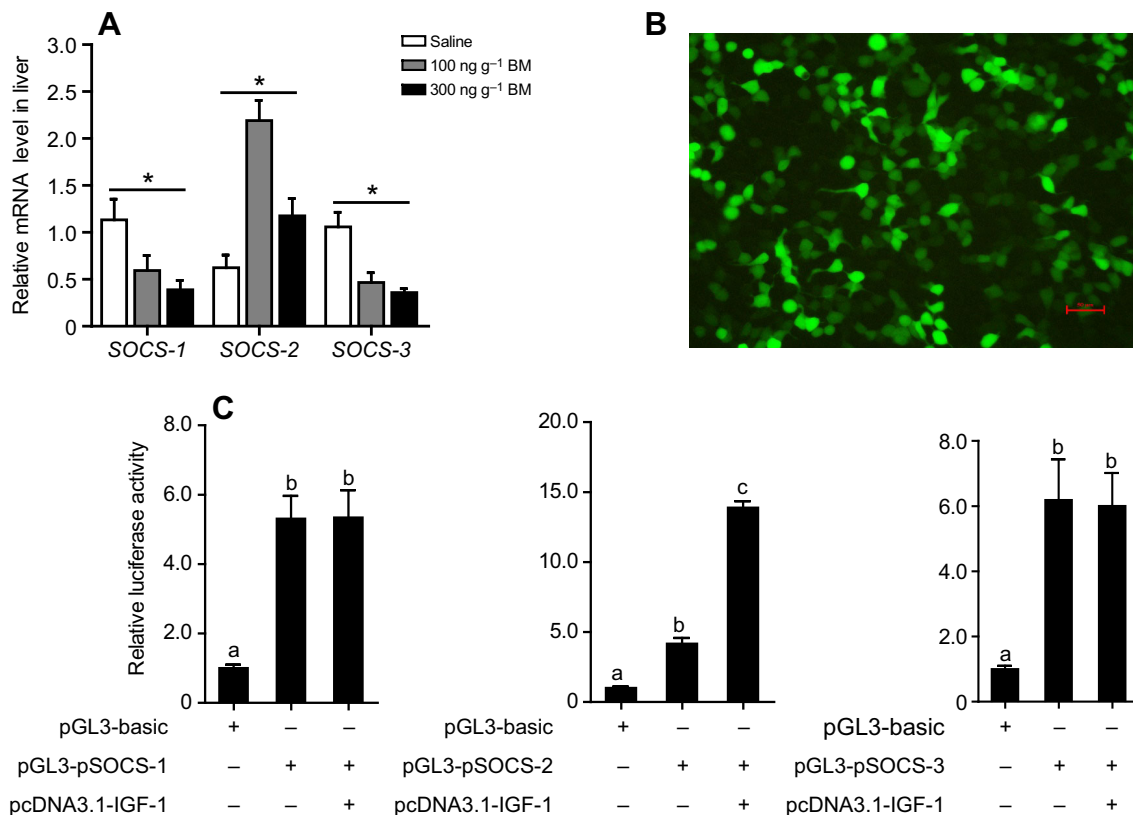 A
Relative mRNA level in liver
3.0
2.5
2.0
1.5
1.0
0.5
0
*
*
*
Saline
100 ng g⁻¹ BM
300 ng g⁻¹ BM
SOCS-1 SOCS-2 SOCS-3
B
C
Relative luciferase activity
8.0
6.0
4.0
2.0
0
a
b
b
pGL3-basic + – –
pGL3-pSOCS-1 – + +
pcDNA3.1-IGF-1 – – +
20.0
15.0
10.0
5.0
0
a
b
c
pGL3-basic + – –
pGL3-pSOCS-2 – + +
pcDNA3.1-IGF-1 – – +
8.0
6.0
4.0
2.0
0
a
b
b
pGL3-basic + – –
pGL3-pSOCS-3 – + +
pcDNA3.1-IGF-1 – – +